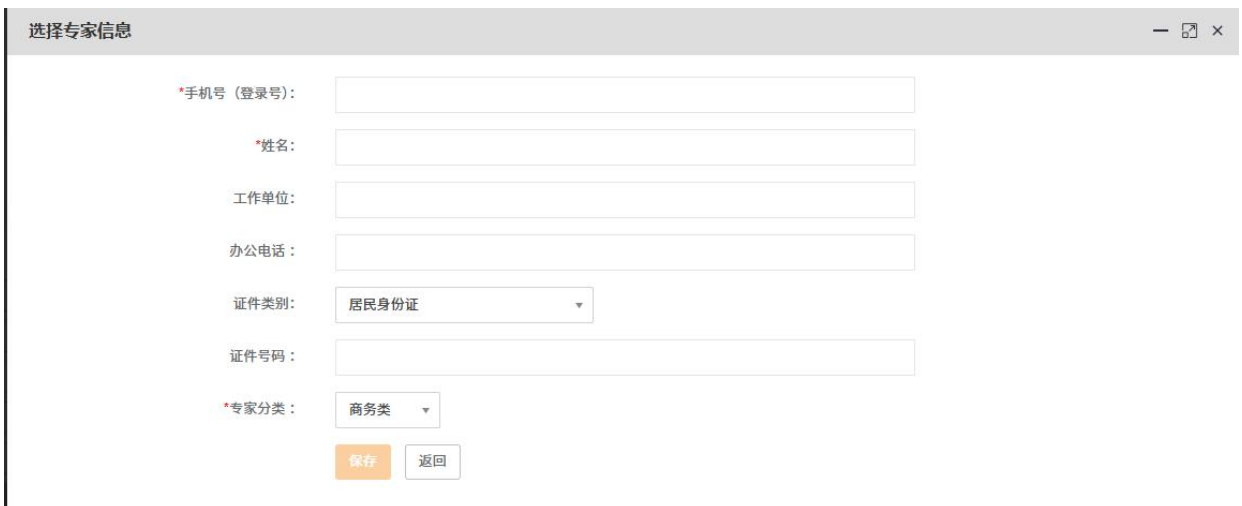 选择专家信息
*手机号（登录号）：
*姓名：
工作单位：
办公电话：
证件类别： 居民身份证
证件号码：
*专家分类： 商务类
保存 返回